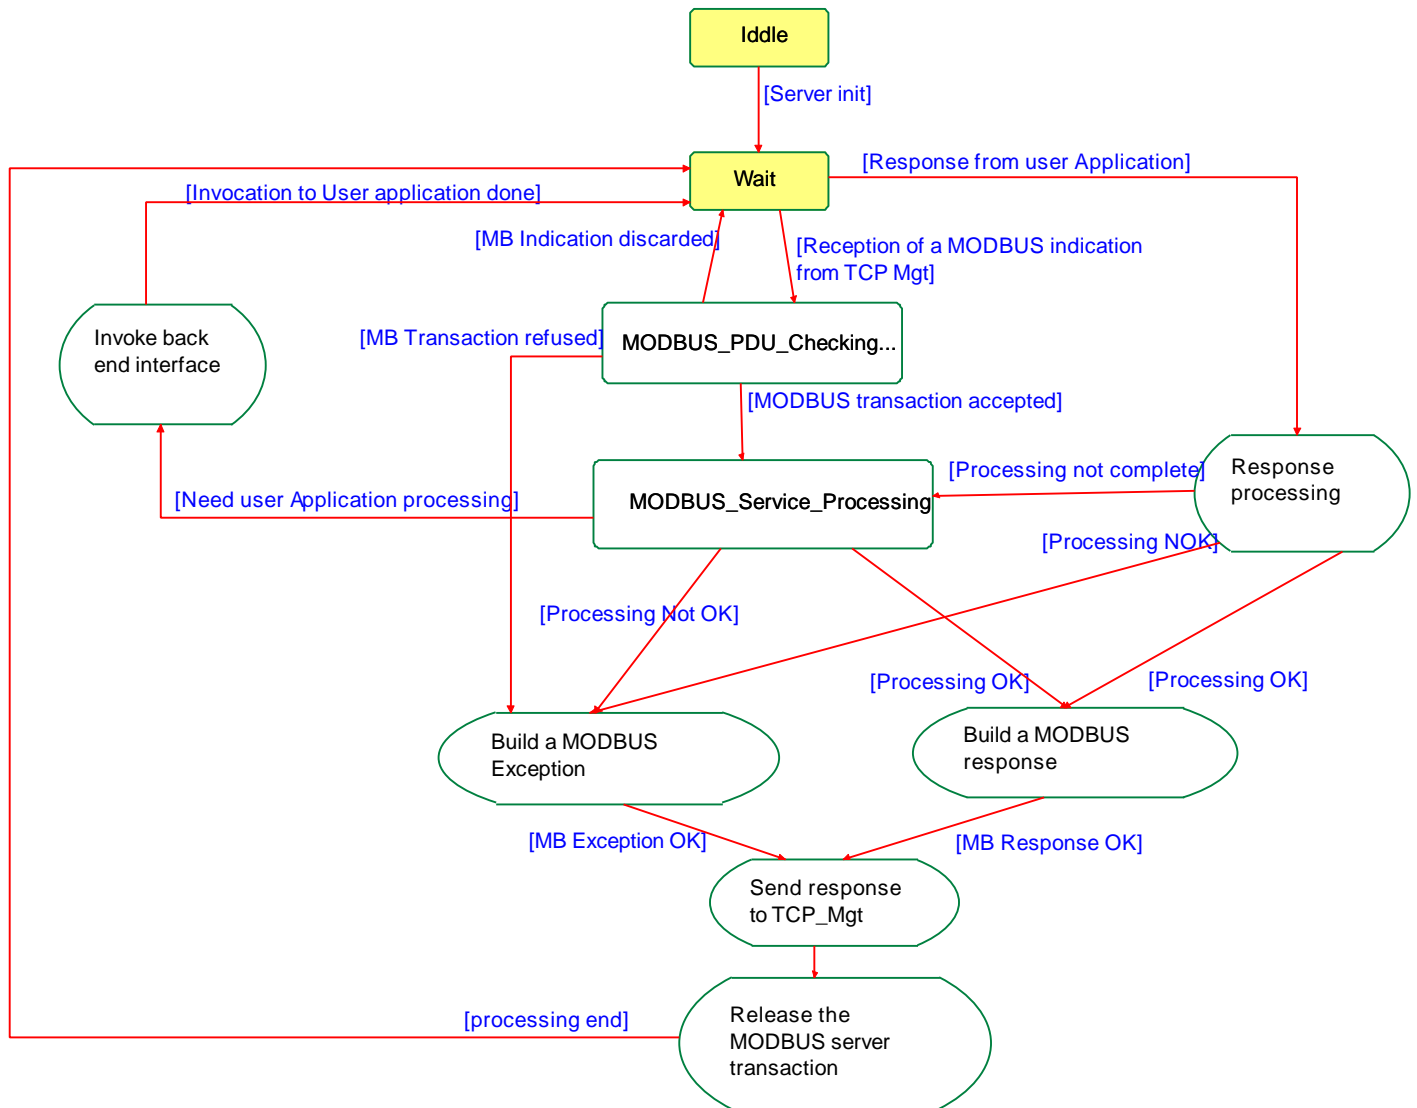 Iddle
[Server init]
[Response from user Application]
Wait
[Invocation to User application done]
[MB Indication discarded]
[Reception of a MODBUS indication
from TCP Mgt]
Invoke back
end interface
[MB Transaction refused]
MODBUS_PDU_Checking...
[MODBUS transaction accepted]
Response
processing
[Processing not complete]
[Need user Application processing]
MODBUS_Service_Processing
[Processing NOK]
[Processing Not OK]
[Processing OK]
[Processing OK]
Build a MODBUS
Exception
Build a MODBUS
response
[MB Exception OK]
[MB Response OK]
Send response
to TCP_Mgt
[processing end]
Release the
MODBUS server
transaction